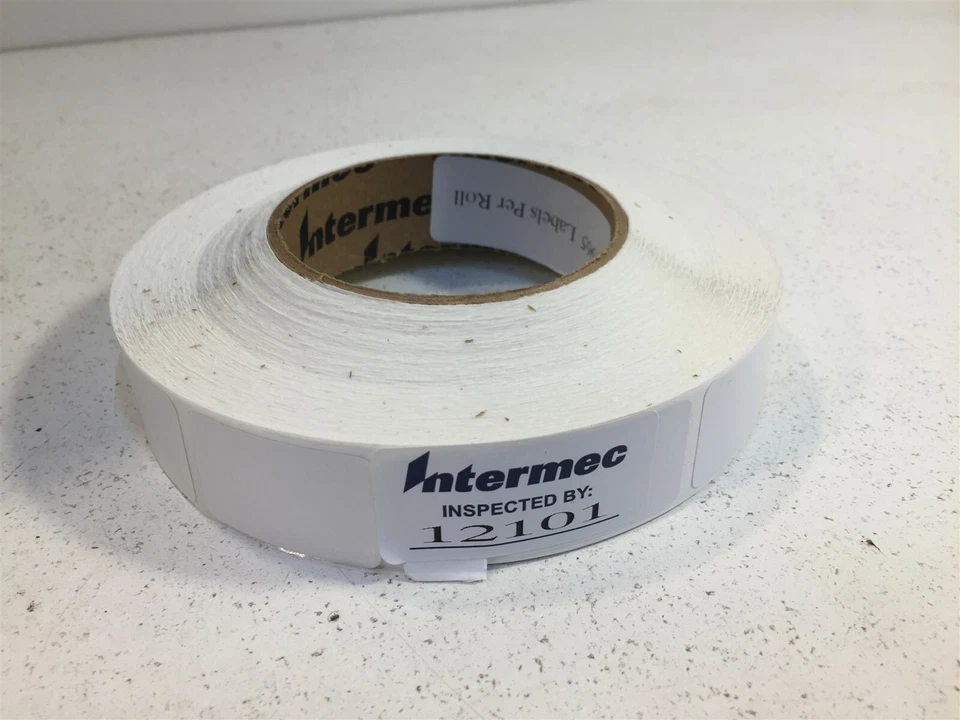 Intermec
Labels Per Roll
Intermec
INSPECTED BY:
12101